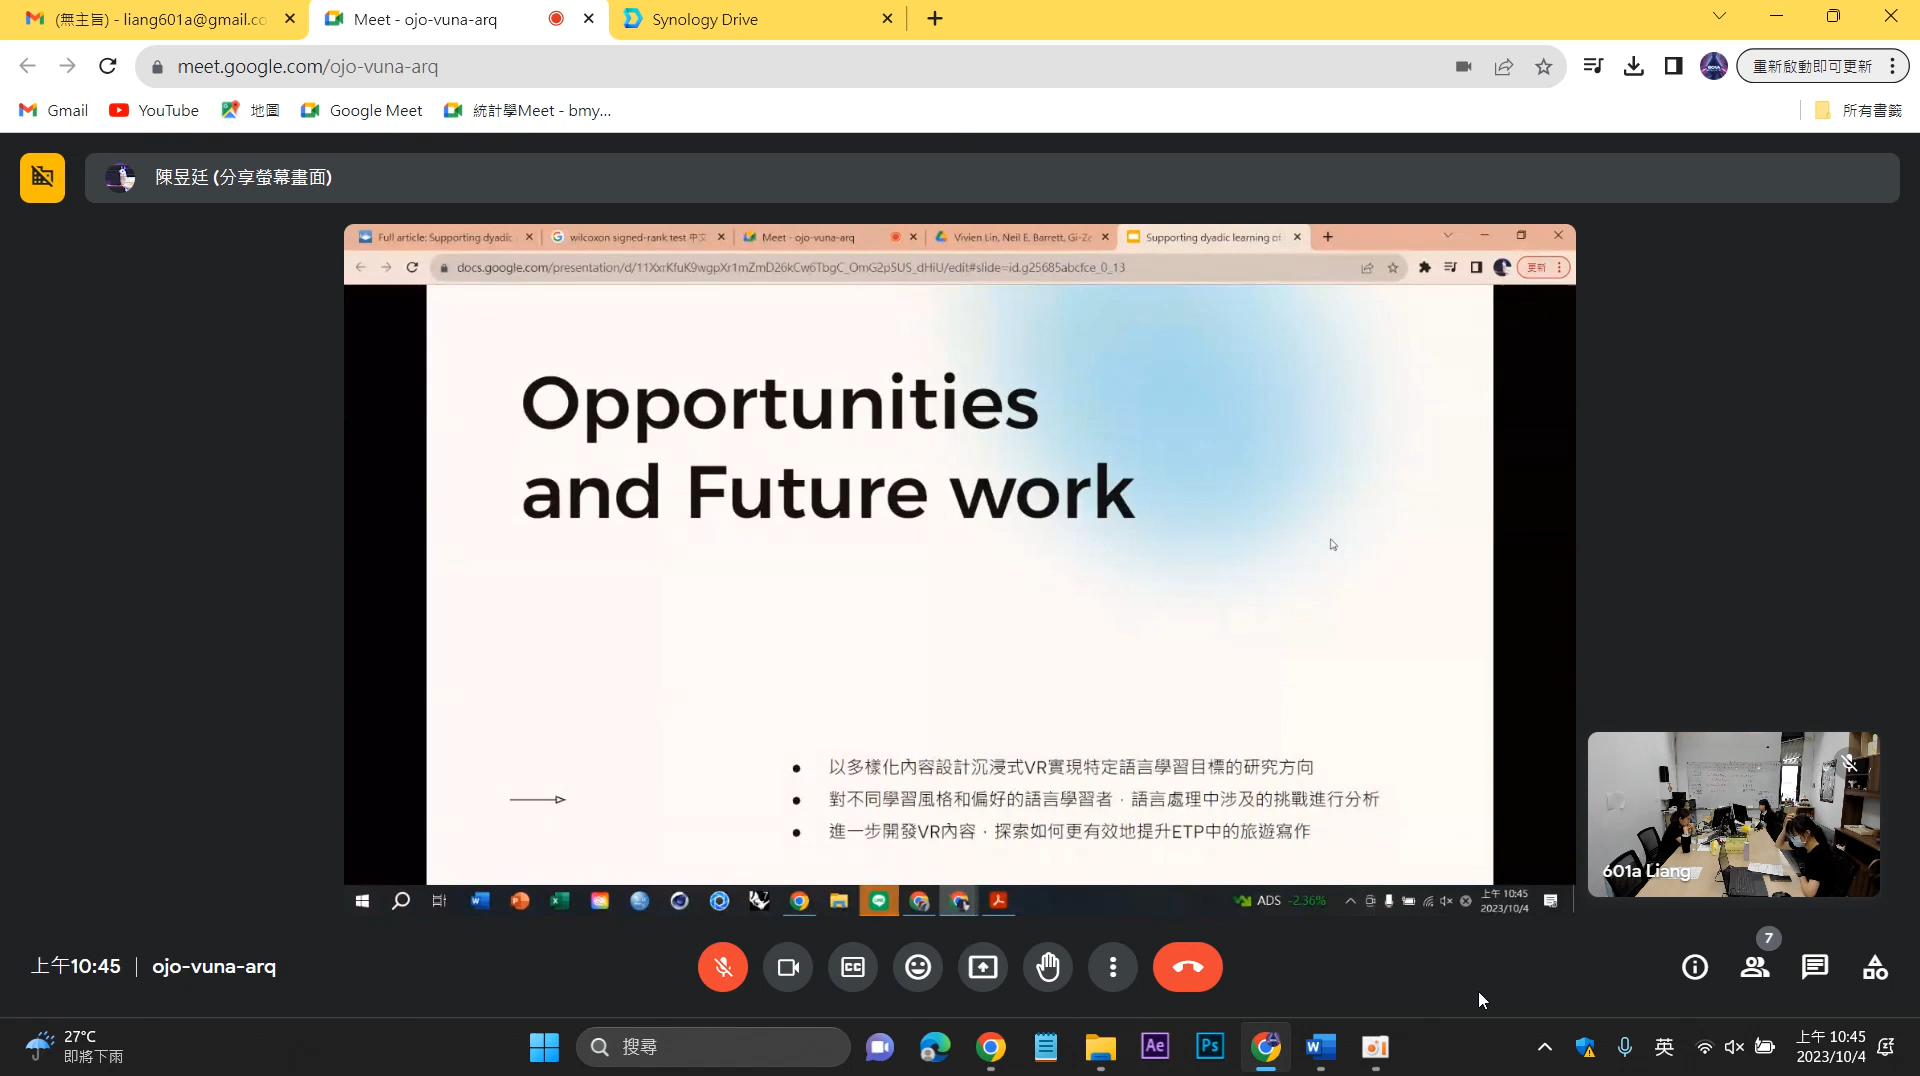 (無主旨) - liang601a@gmail.co
Meet - ojo-vuna-arq
Synology Drive
meet.google.com/ojo-vuna-arq
重新啟動即可更新
Gmail
YouTube
地圖
Google Meet
統計學Meet - bmy...
所有書籤
陳昱廷 (分享螢幕畫面)
Full article: Supporting dyadic
wilcoxon signed-rank test 中文
Meet - ojo-vuna-arq
Vivien Lin, Neil E. Barrett, Gi-Ze
Supporting dyadic learning of
docs.google.com/presentation/d/11XxrKfuK9wgpXr1mZmD26kCw6TbgC_OmG2p5US_dHiU/edit#slide=id.g25685abcfce_0_13
更新
Opportunities
and Future work
以多樣化內容設計沉浸式VR實現特定語言學習目標的研究方向
對不同學習風格和偏好的語言學習者，語言處理中涉及的挑戰進行分析
進一步開發VR內容，探索如何更有效地提升ETP中的旅遊寫作
ADS -2.36%
上午 10:45
2023/10/4
601a Liang
上午10:45
ojo-vuna-arq
7
27°C
即將下雨
搜尋
Ae
Ps
英
上午 10:45
2023/10/4